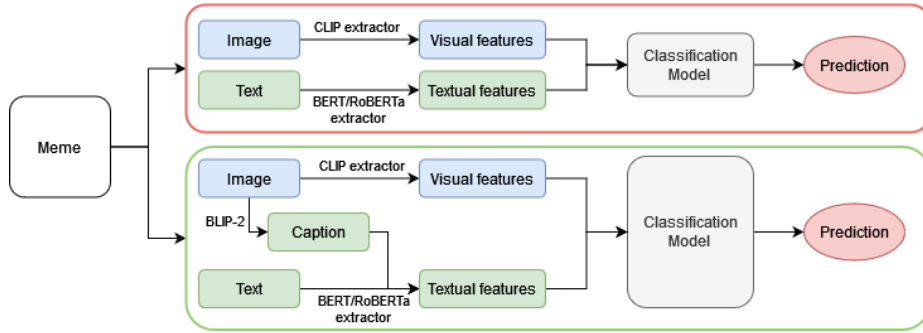 Meme
Image
CLIP extractor
Visual features
Text
BERT/RoBERTa
extractor
Textual features
Classification
Model
Prediction
Image
CLIP extractor
Visual features
BLIP-2
Caption
Text
BERT/RoBERTa
extractor
Textual features
Classification
Model
Prediction